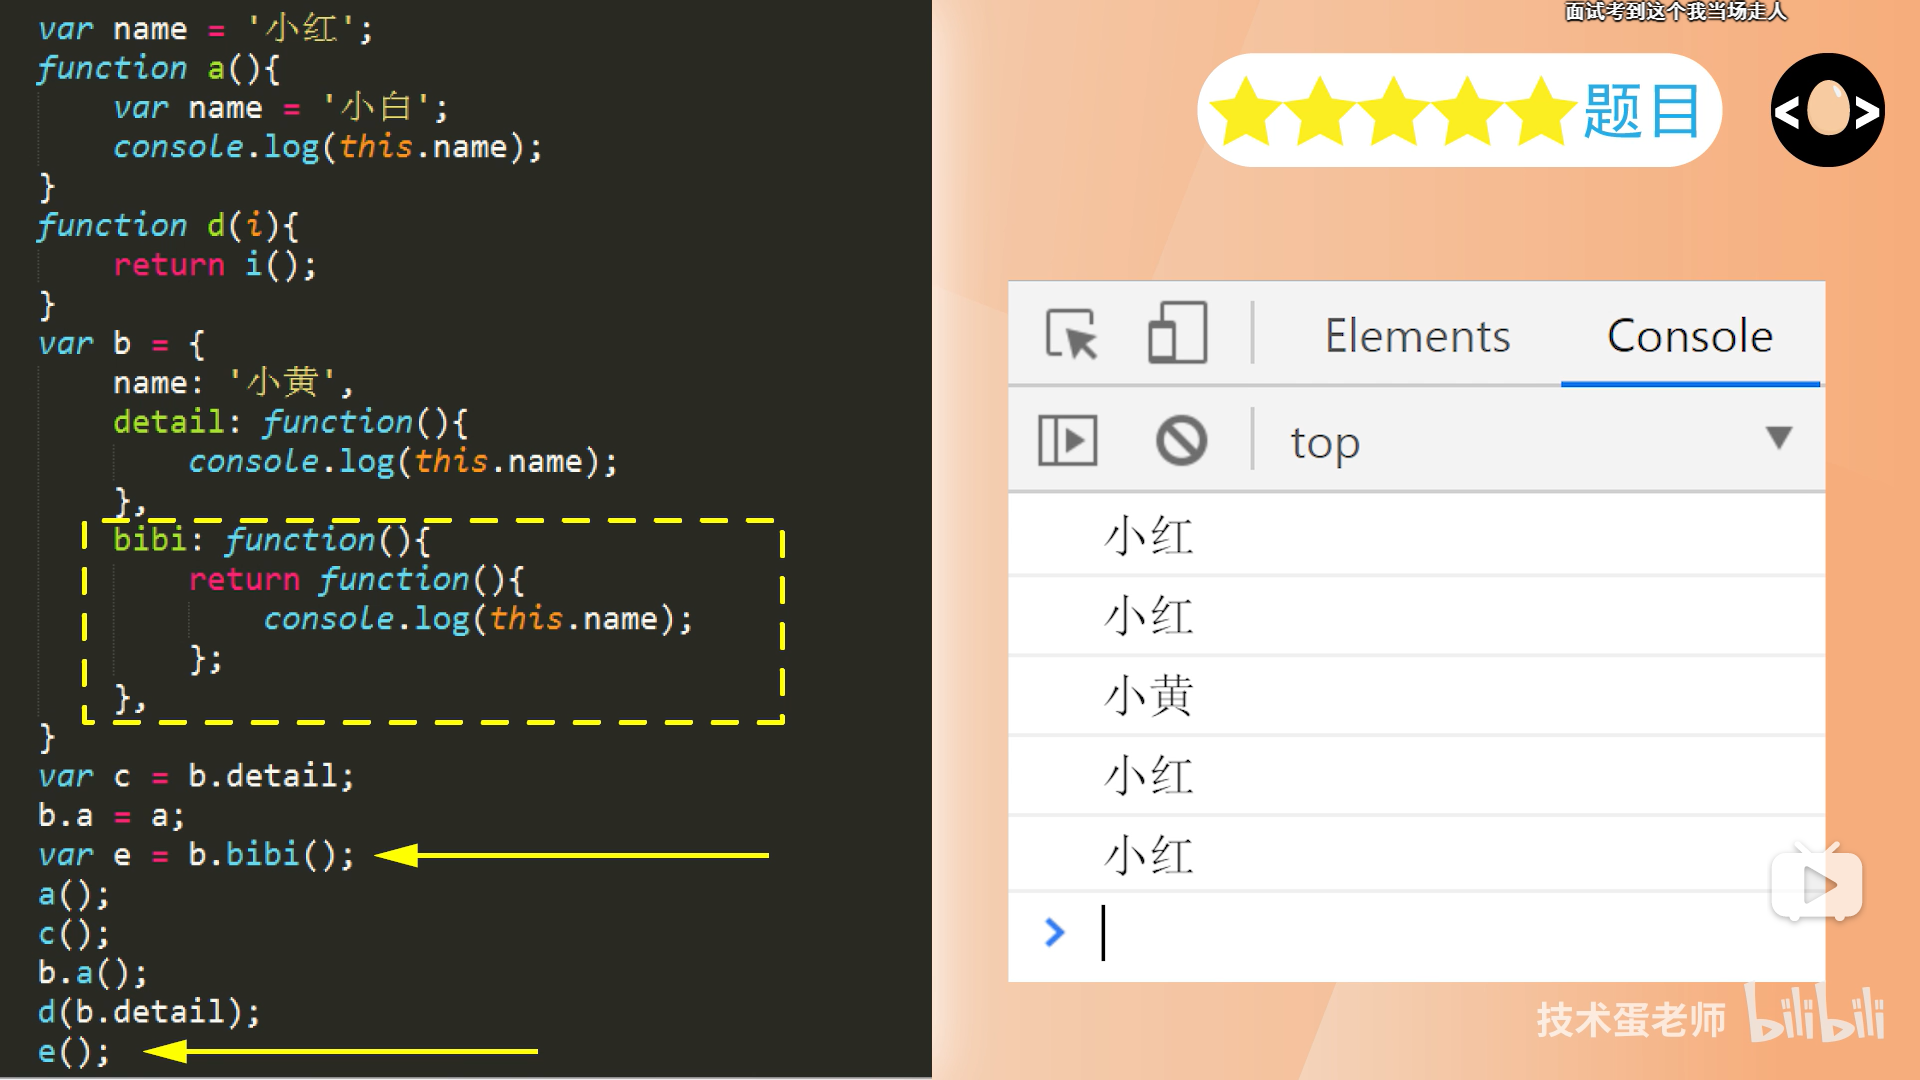 var name = '小红';
function a(){
    var name = '小白';
    console.log(this.name);
}
function d(i){
    return i();
}
var b = {
    name: '小黄',
    detail: function(){
        console.log(this.name);
    },
    bibi: function(){
        return function(){
            console.log(this.name);
        };
    },
}
var c = b.detail;
b.a = a;
var e = b.bibi();
a();
c();
b.a();
d(b.detail);
e();
面试考到这个我当场走人
题目
< >
Elements Console
top
小红
小红
小黄
小红
小红
>
技术蛋老师 bilibili